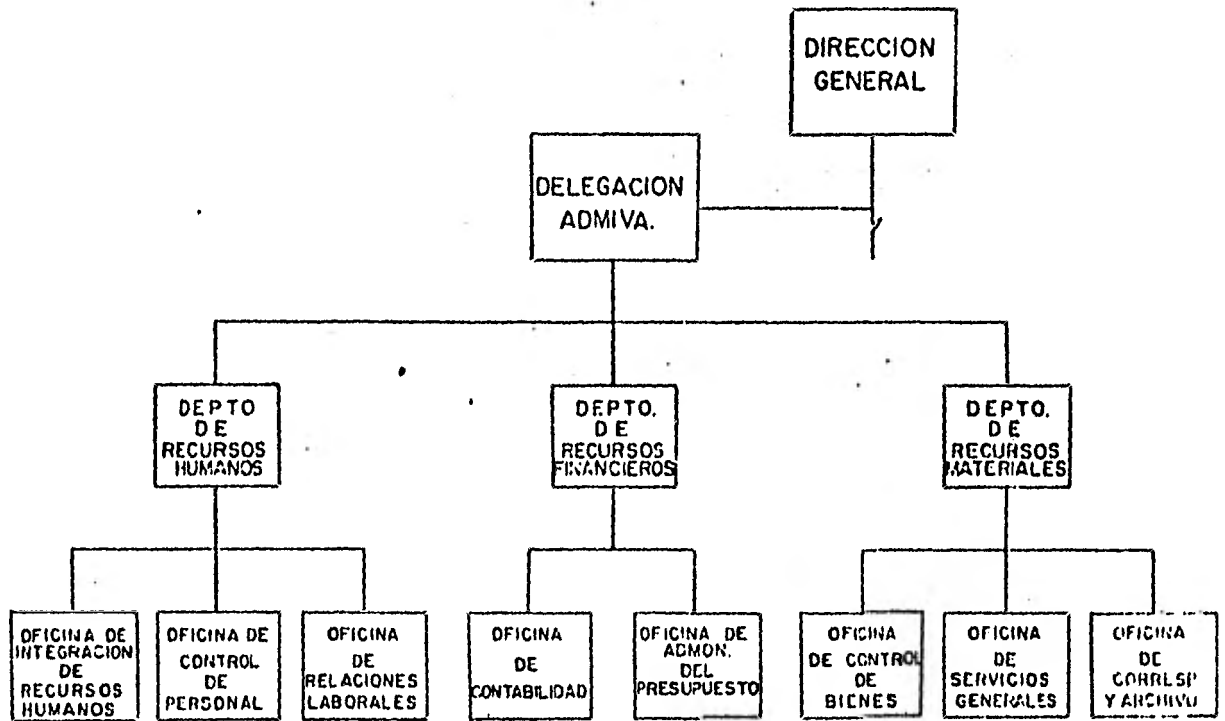 DIRECCION
GENERAL
DELEGACION
ADMIVA.
DEPTO
DE
RECURSOS
HUMANOS
DEPTO.
DE
RECURSOS
FINANCIEROS
DEPTO.
DE
RECURSOS
MATERIALES
OFICINA DE
INTEGRACION
DE
RECURSOS
HUMANOS
OFICINA DE
CONTROL
DE
PERSONAL
OFICINA
DE
RELACIONES
LABORALES
OFICINA
DE
CONTABILIDAD
OFICINA DE
ADMON.
DEL
PRESUPUESTO
OFICINA
DE CONTROL
DE
BIENES
OFICINA
DE
SERVICIOS
GENERALES
OFICINA
DE
CORRESP
Y ARCHIVO